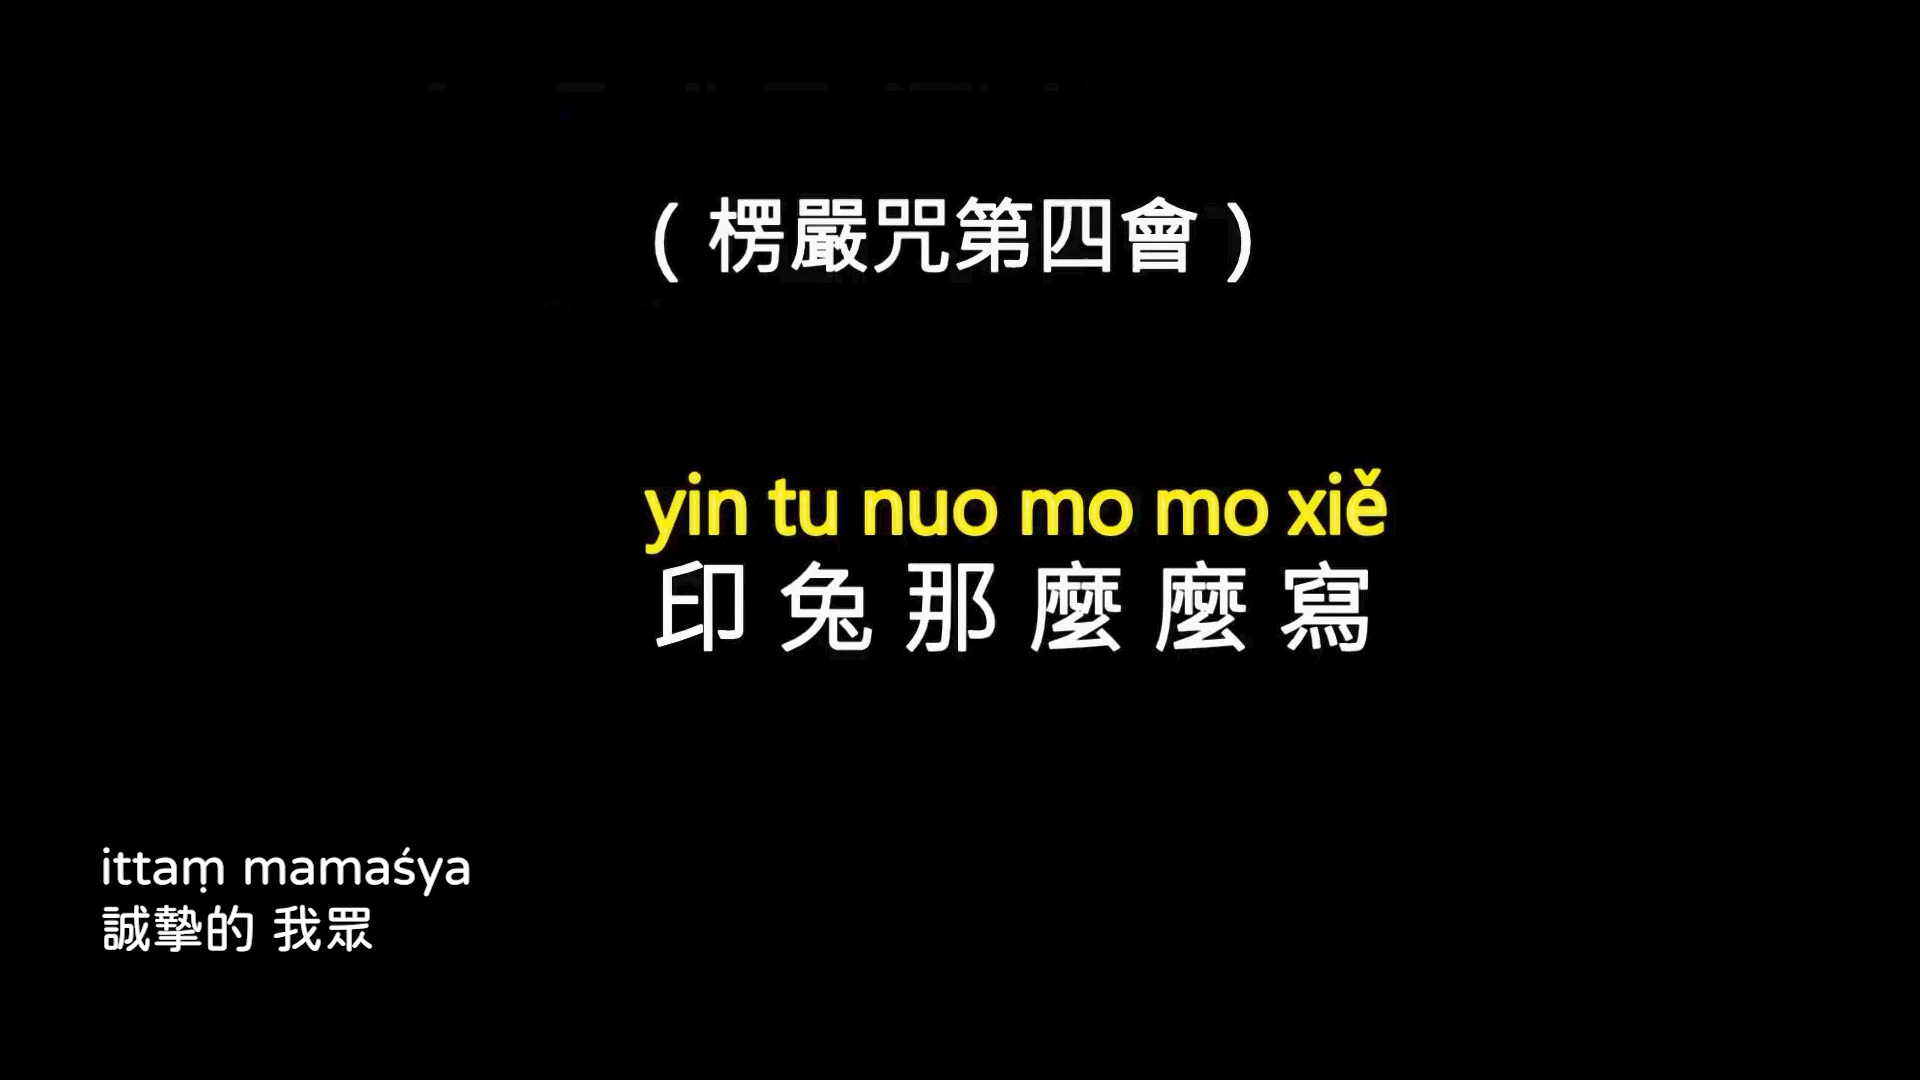 （楞嚴咒第四會）
yin tu nuo mo mo xiě
印兔那麼麼寫
ittaṃ mamaśya
誠摯的 我眾